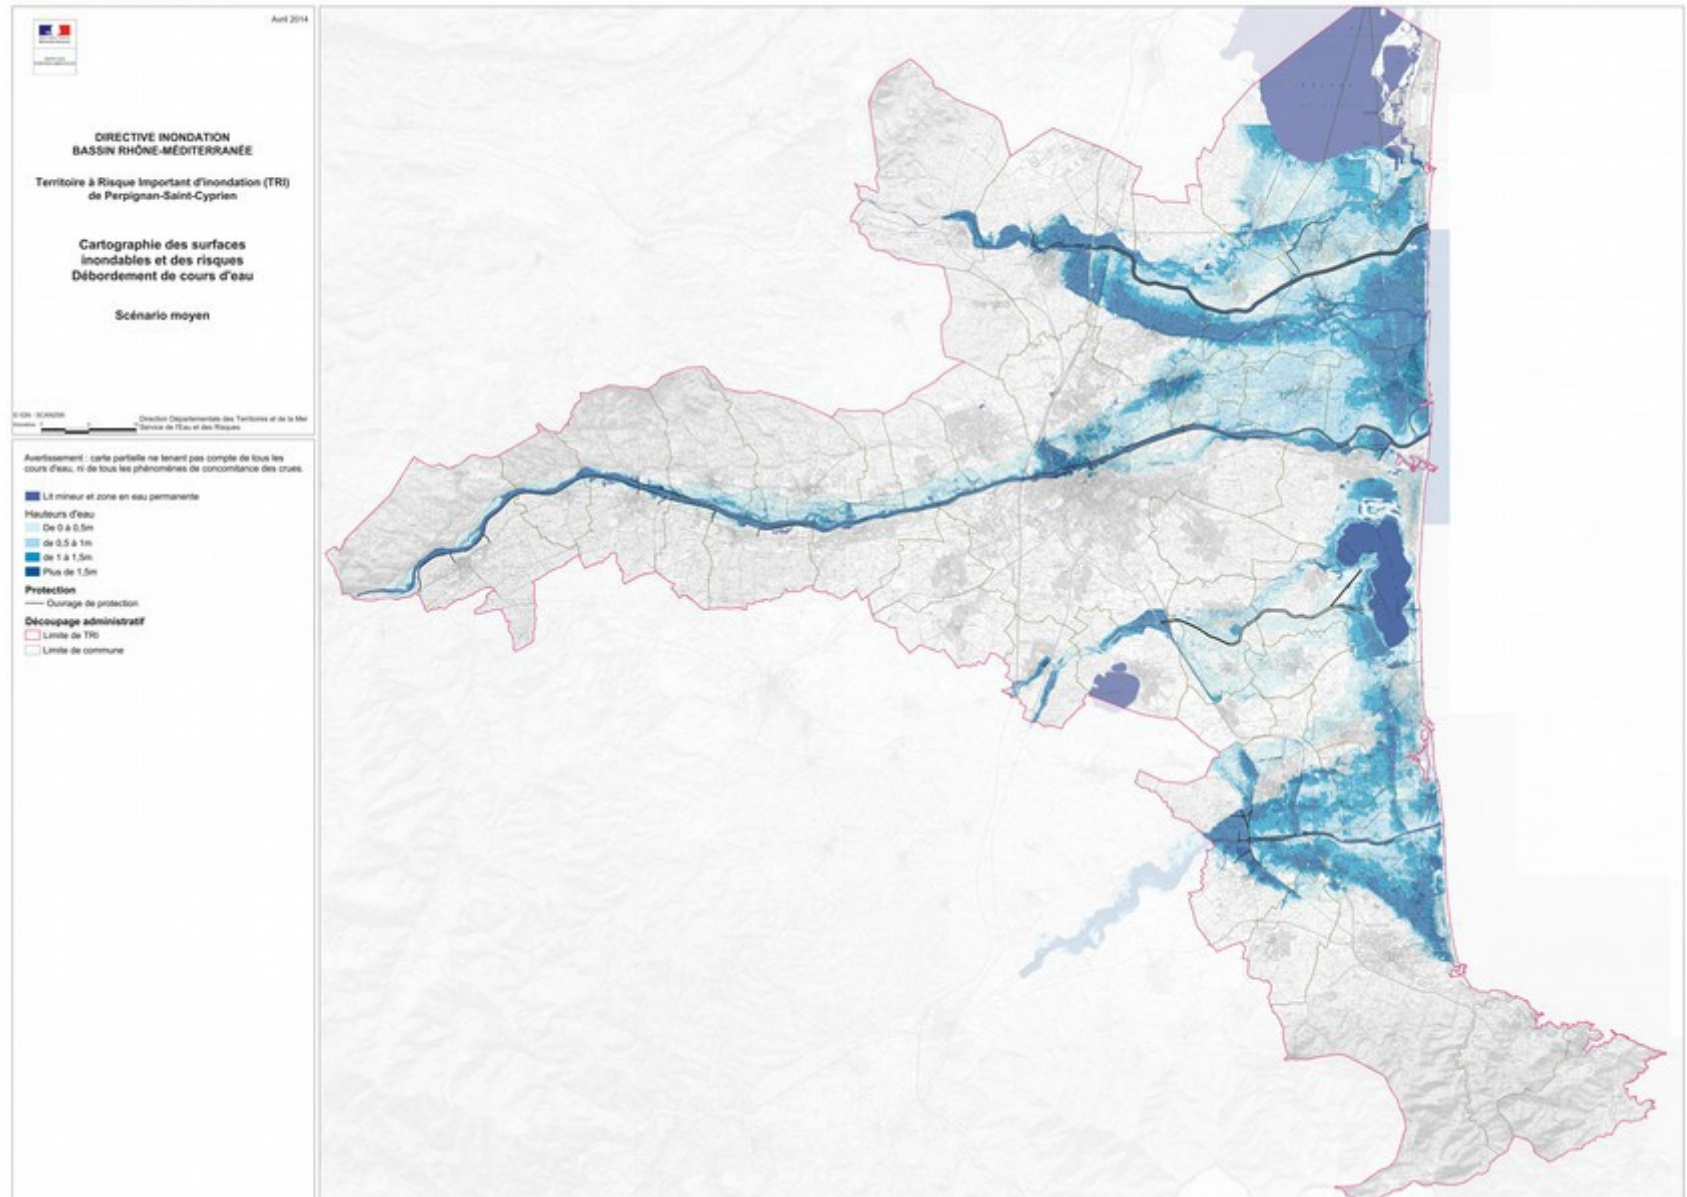 Avril 2014
DIRECTIVE INONDATION
BASSIN RHÔNE-MÉDITERRANÉE
Territoire à Risque Important d'inondation (TRI)
de Perpignan-Saint-Cyprien
Cartographie des surfaces
inondables et des risques
Débordement de cours d'eau
Scénario moyen
© IGN - SCAN25®
Direction Départementale des Territoires et de la Mer
Service de l'Eau et des Risques
Avertissement : carte partielle ne tenant pas compte de tous les
cours d'eau, ni de tous les phénomènes de concomitance des crues.
Lit mineur et zone en eau permanente
Hauteurs d'eau
De 0 à 0,5m
de 0,5 à 1m
de 1 à 1,5m
Plus de 1,5m
Protection
Ouvrage de protection
Découpage administratif
Limite de TRI
Limite de commune